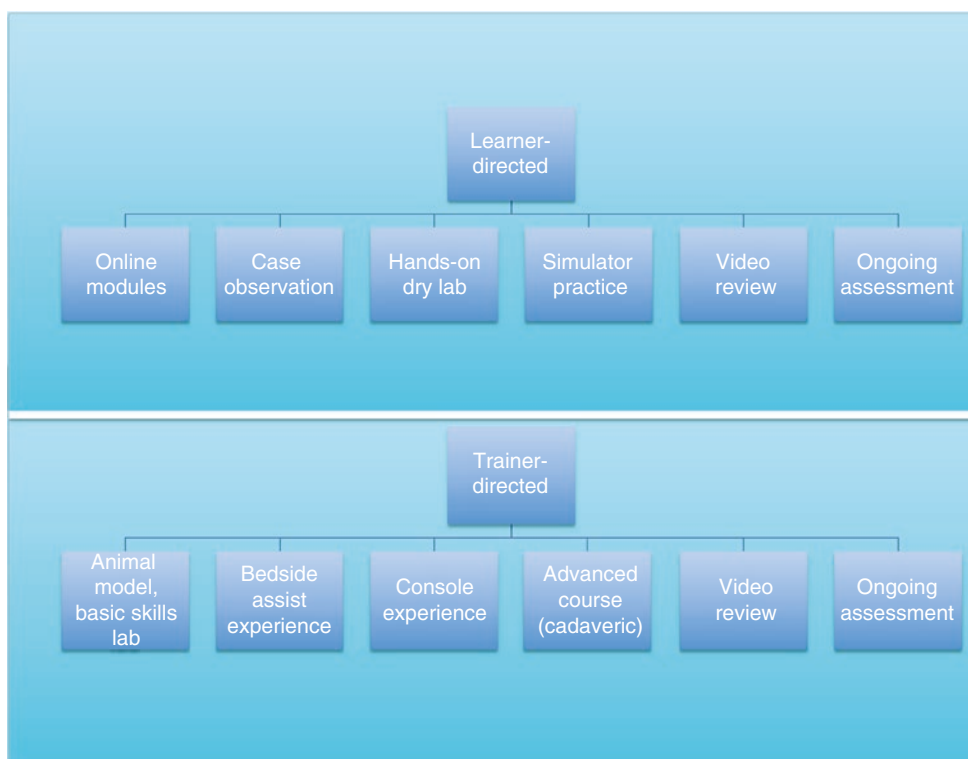 Learner-
directed
Online
modules
Case
observation
Hands-on
dry lab
Simulator
practice
Video
review
Ongoing
assessment
Trainer-
directed
Animal
model,
basic skills
lab
Bedside
assist
experience
Console
experience
Advanced
course
(cadaveric)
Video
review
Ongoing
assessment